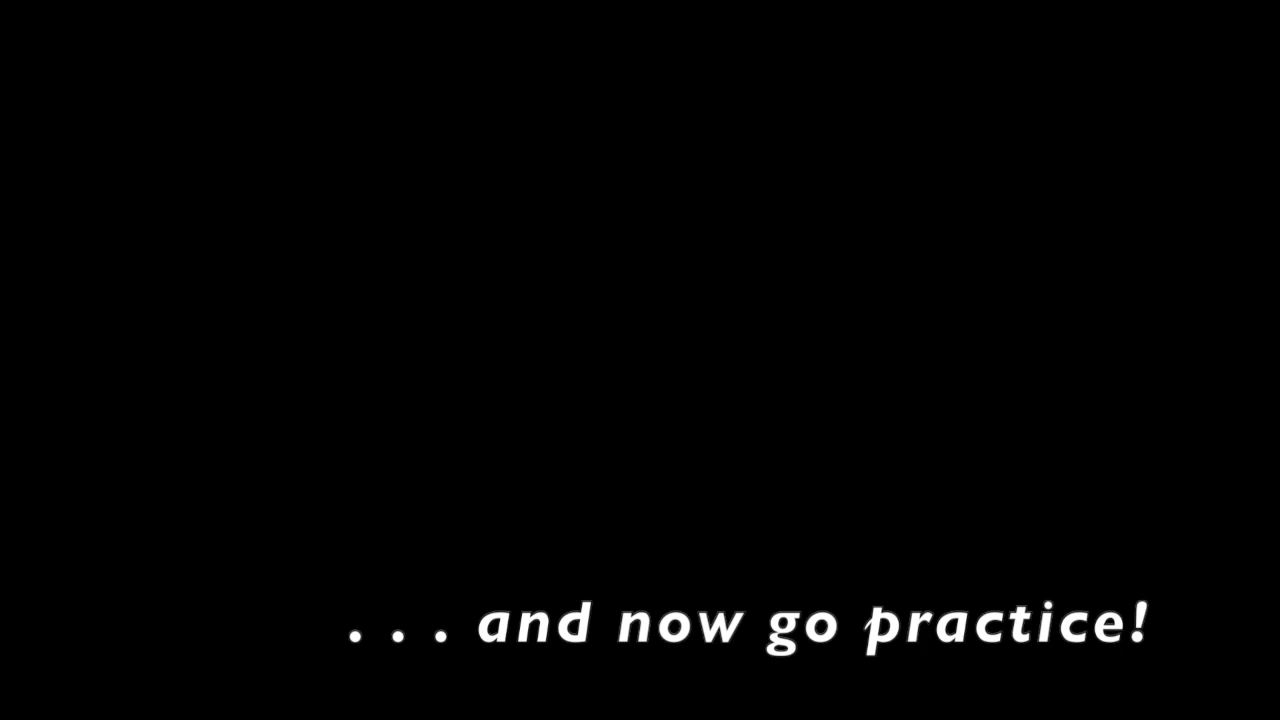 . . . and now go practice!